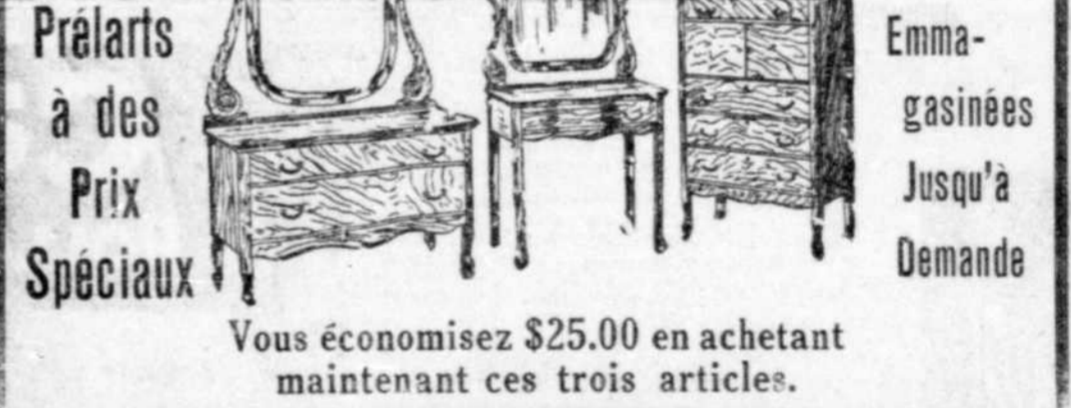 Prélarts
à des
Prix
Spéciaux
Emma-
gasinées
Jusqu'à
Demande
Vous économisez $25.00 en achetant
maintenant ces trois articles.